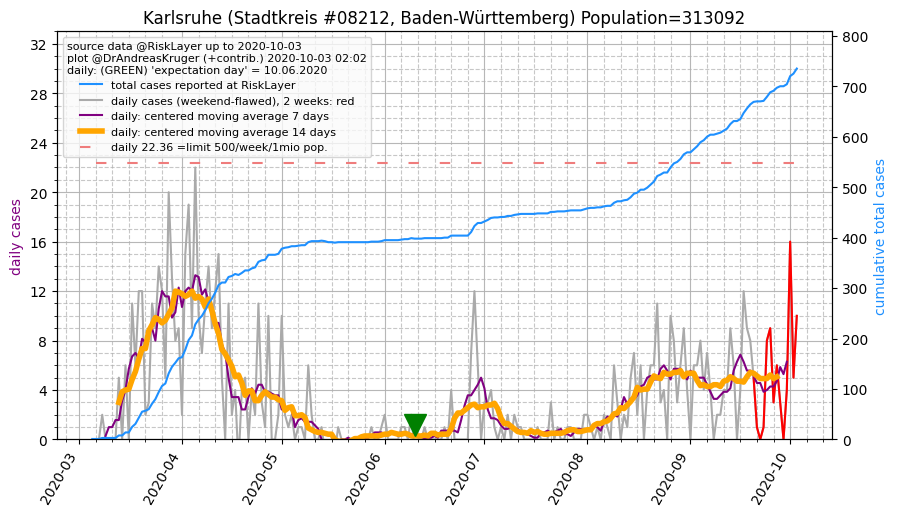 Karlsruhe (Stadtkreis #08212, Baden-Württemberg) Population=313092
source data @RiskLayer up to 2020-10-03
plot @DrAndreasKruger (+contrib.) 2020-10-03 02:02
daily: (GREEN) 'expectation day' = 10.06.2020
total cases reported at RiskLayer
daily cases (weekend-flawed), 2 weeks: red
daily: centered moving average 7 days
daily: centered moving average 14 days
daily 22.36 =limit 500/week/1mio pop.
daily cases
32
28
24
20
16
12
8
4
0
cumulative total cases
800
700
600
500
400
300
200
100
0
2020-03
2020-04
2020-05
2020-06
2020-07
2020-08
2020-09
2020-10